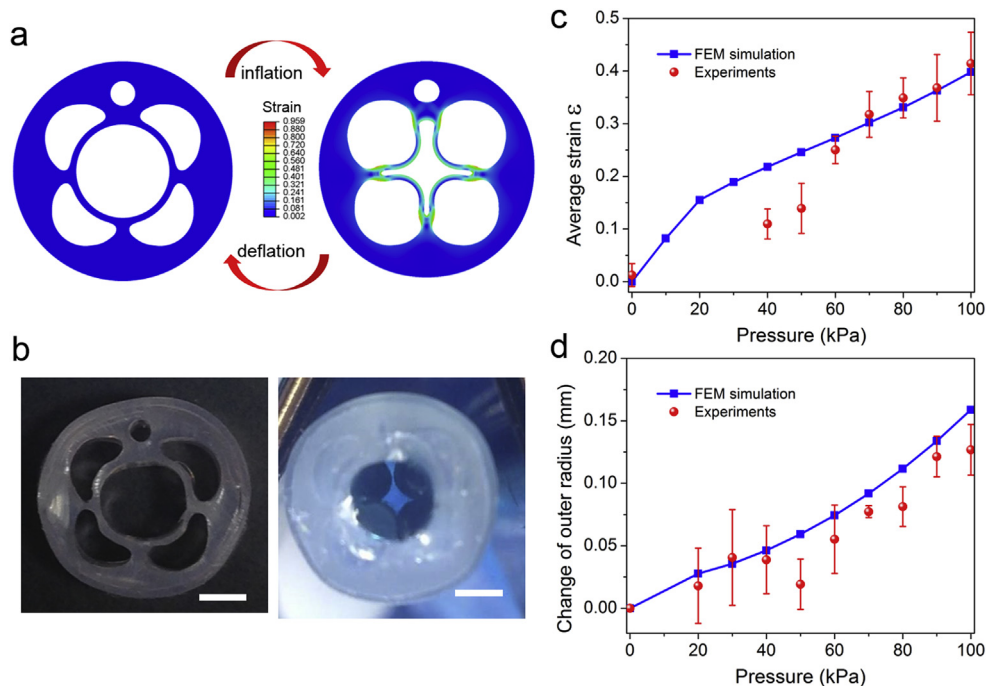 a
inflation
Strain
0.959
0.880
0.800
0.720
0.640
0.560
0.481
0.401
0.321
0.241
0.161
0.081
0.002
deflation
b
c
0.5
0.4
0.3
0.2
0.1
0.0
Average strain ε
FEM simulation
Experiments
0 20 40 60 80 100
Pressure (kPa)
d
0.20
0.15
0.10
0.05
0.00
Change of outer radius (mm)
FEM simulation
Experiments
0 20 40 60 80 100
Pressure (kPa)